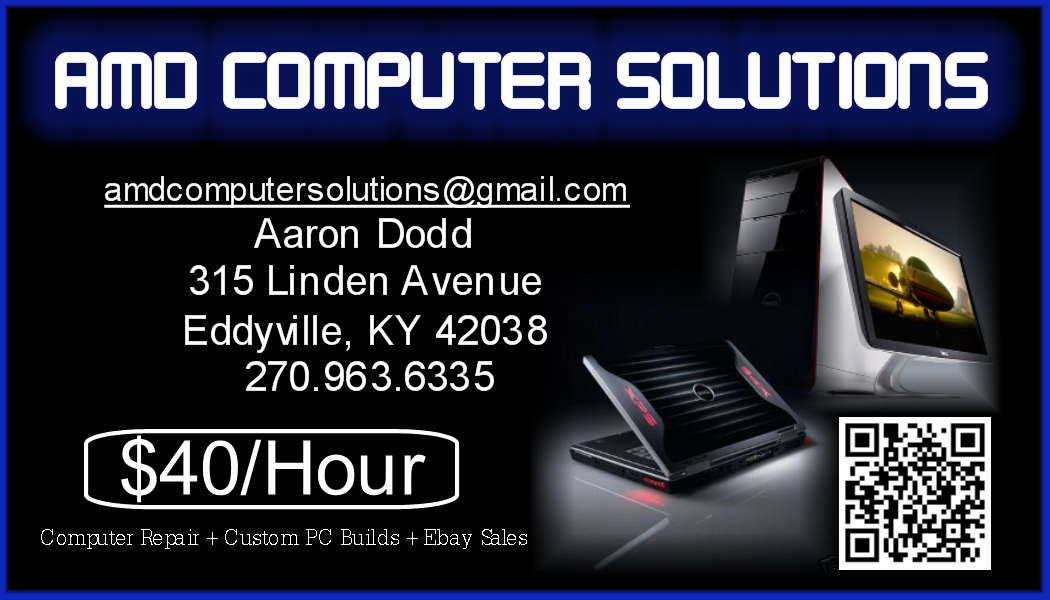 AMD COMPUTER SOLUTIONS
amdcomputersolutions@gmail.com
Aaron Dodd
315 Linden Avenue
Eddyville, KY 42038
270.963.6335
$40/Hour
Computer Repair + Custom PC Builds + Ebay Sales
XPS